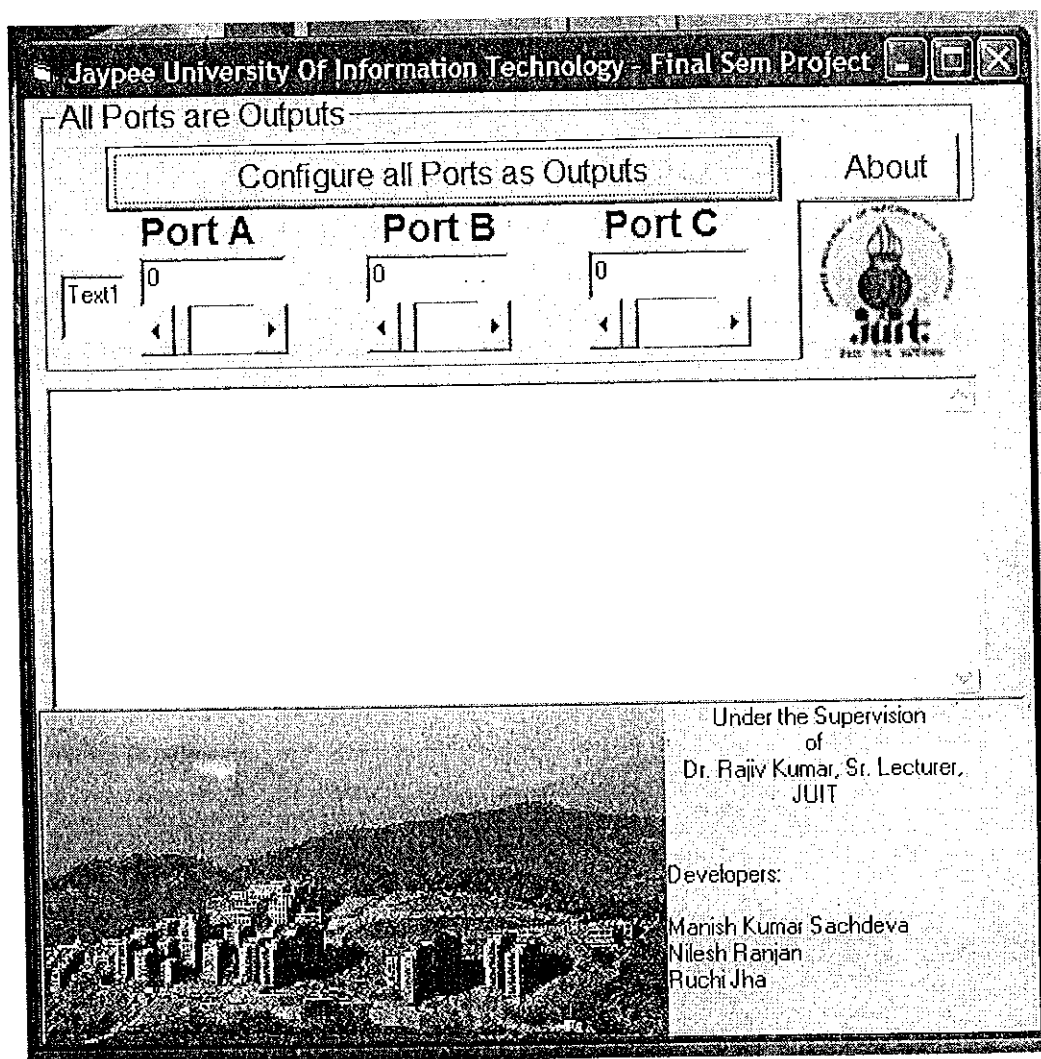 Jaypee University Of Information Technology - Final Sem Project
All Ports are Outputs
Configure all Ports as Outputs
About
Port A
Port B
Port C
Text1
0
0
0
juit
Under the Supervision
of
Dr. Rajiv Kumar, Sr. Lecturer,
JUIT
Developers:
Manish Kumar Sachdeva
Nilesh Ranjan
Ruchi Jha